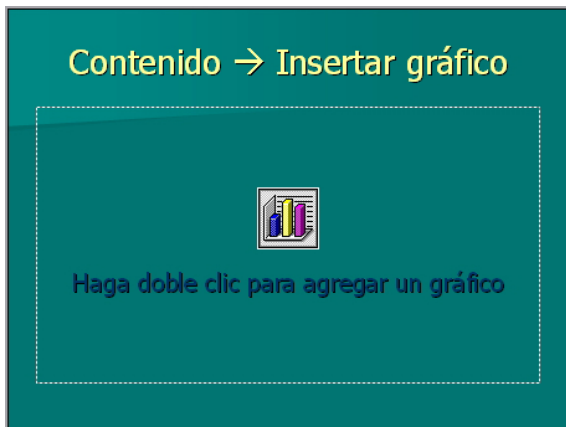 Contenido → Insertar gráfico
Haga doble clic para agregar un gráfico